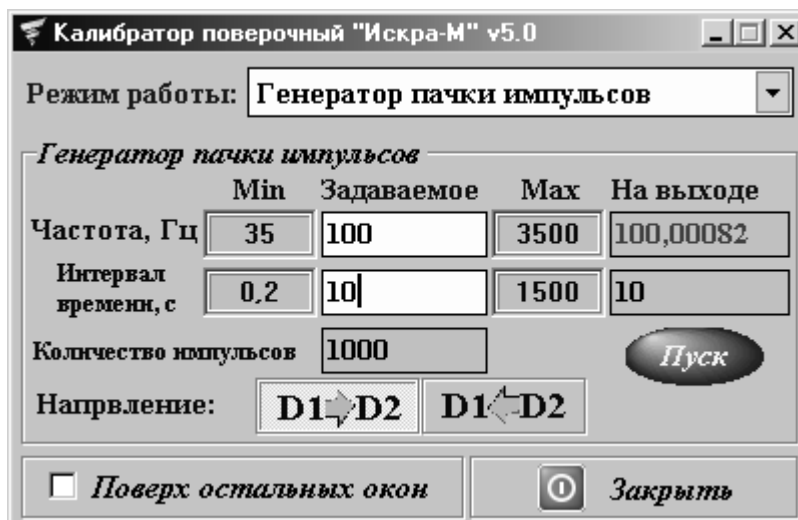 Калибратор поверочный "Искра-М" v5.0
Режим работы: Генератор пачки импульсов
Генератор пачки импульсов
Min Задаваемое Max На выходе
Частота, Гц 35 100 3500 100,00082
Интервал
времени, с 0,2 10 1500 10
Количество импульсов 1000 Пуск
Напрвление: D1 D2 D1 D2
Поверх остальных окон Закрыть